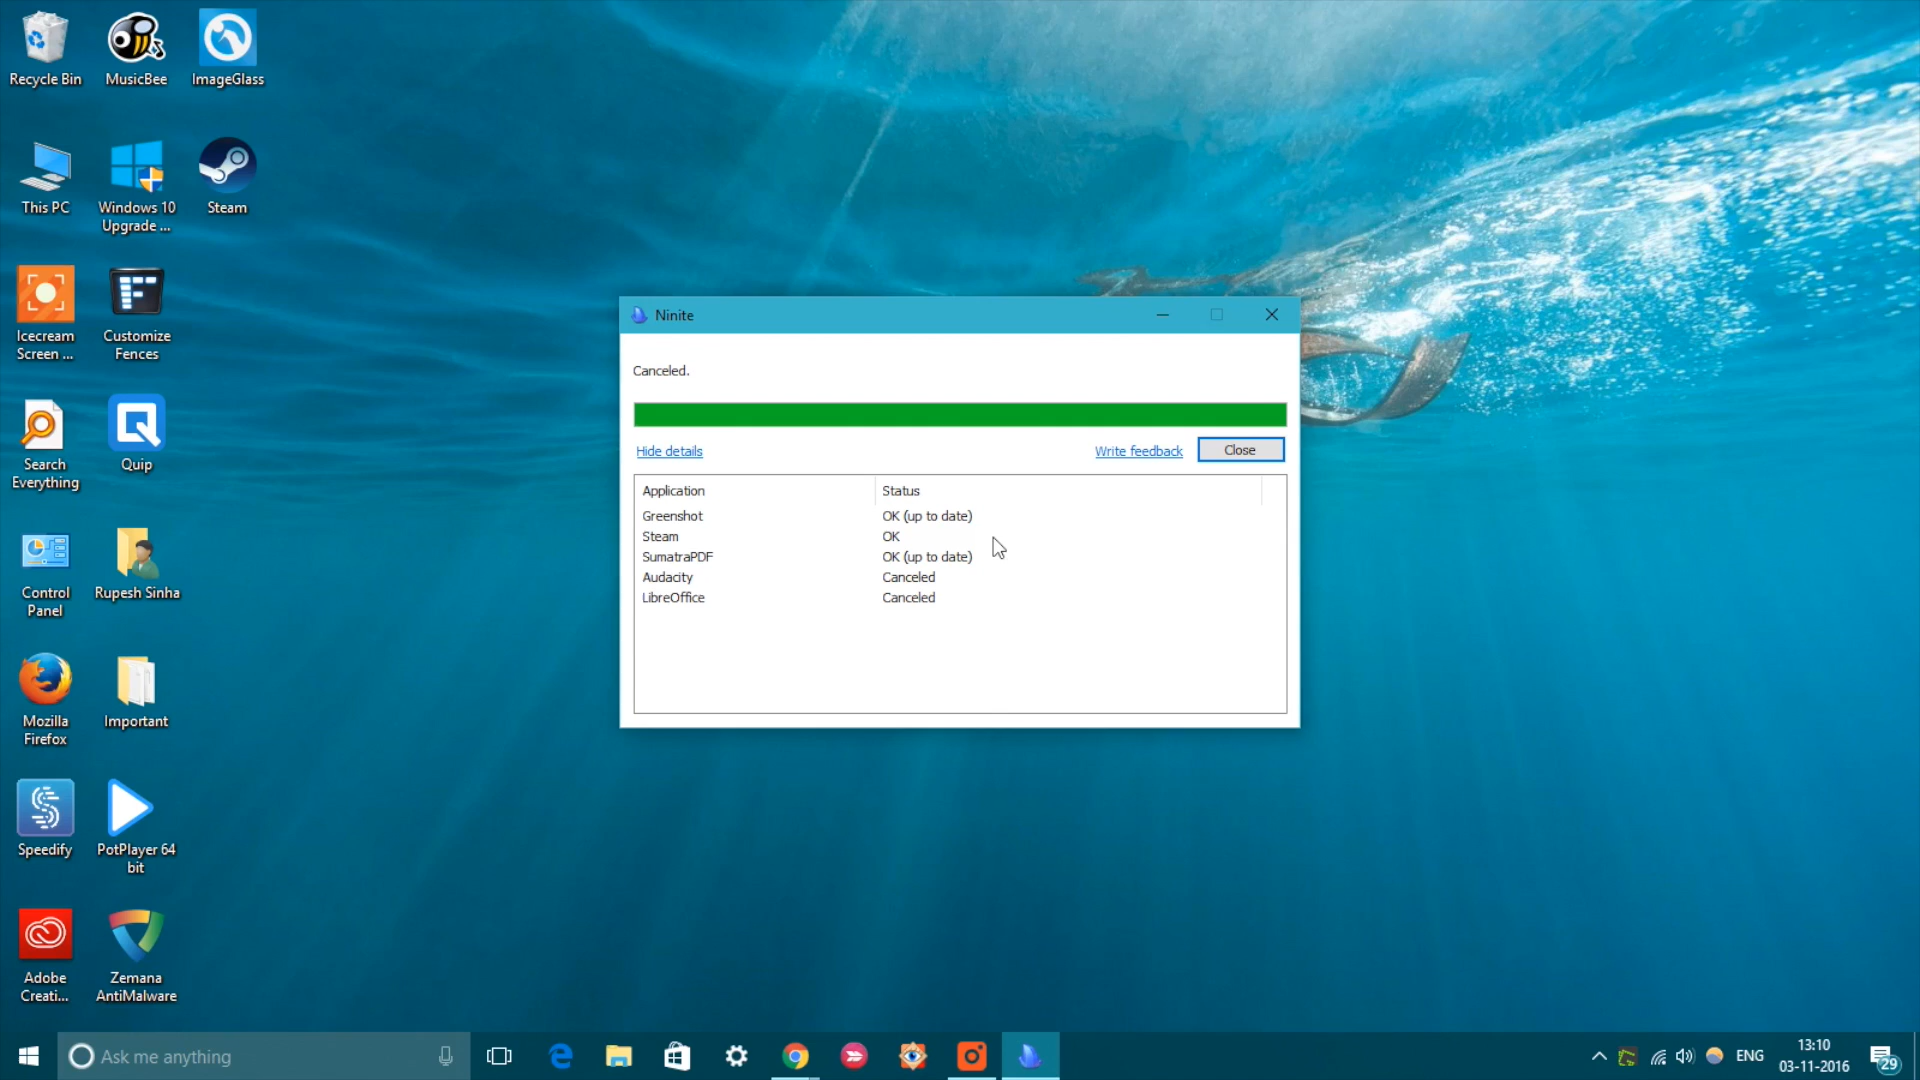 Recycle Bin
MusicBee
ImageGlass
This PC
Windows 10
Upgrade ...
Steam
Icecream
Screen ...
Customize
Fences
Search
Everything
Quip
Control
Panel
Rupesh Sinha
Mozilla
Firefox
Important
Speedify
PotPlayer 64
bit
Adobe
Creati...
Zemana
AntiMalware
Ninite
Canceled.
Hide details
Write feedback
Close
Application Status
Greenshot OK (up to date)
Steam OK
SumatraPDF OK (up to date)
Audacity Canceled
LibreOffice Canceled
Ask me anything
ENG
13:10
03-11-2016
29